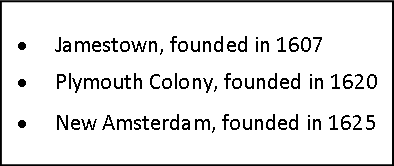 • Jamestown, founded in 1607
• Plymouth Colony, founded in 1620
• New Amsterdam, founded in 1625